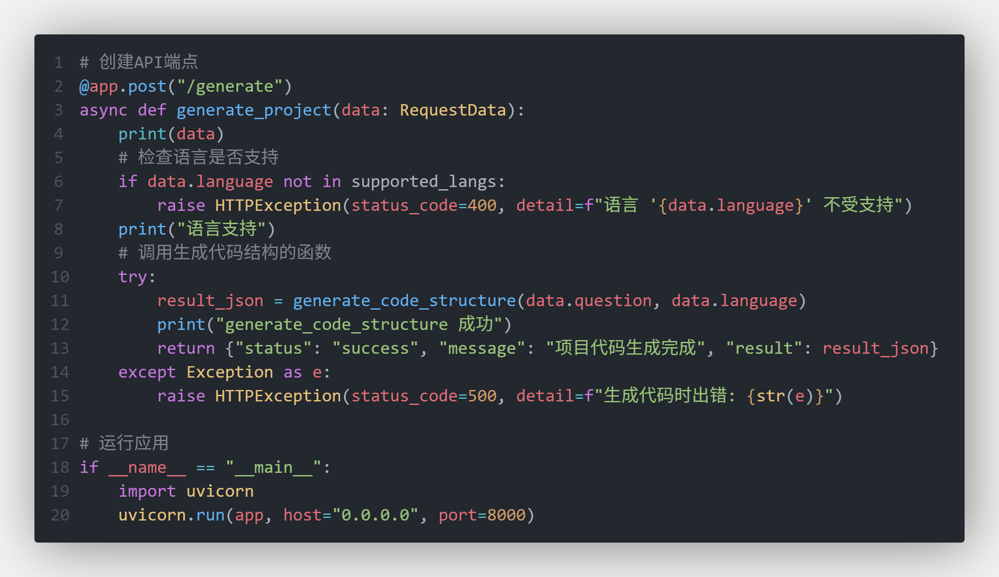 1 # 创建API端点
2 @app.post("/generate")
3 async def generate_project(data: RequestData):
4     print(data)
5     # 检查语言是否支持
6     if data.language not in supported_langs:
7         raise HTTPException(status_code=400, detail=f"语言 '{data.language}' 不受支持")
8     print("语言支持")
9     # 调用生成代码结构的函数
10     try:
11         result_json = generate_code_structure(data.question, data.language)
12         print("generate_code_structure 成功")
13         return {"status": "success", "message": "项目代码生成完成", "result": result_json}
14     except Exception as e:
15         raise HTTPException(status_code=500, detail=f"生成代码时出错: {str(e)}")
16
17 # 运行应用
18 if __name__ == "__main__":
19     import uvicorn
20     uvicorn.run(app, host="0.0.0.0", port=8000)